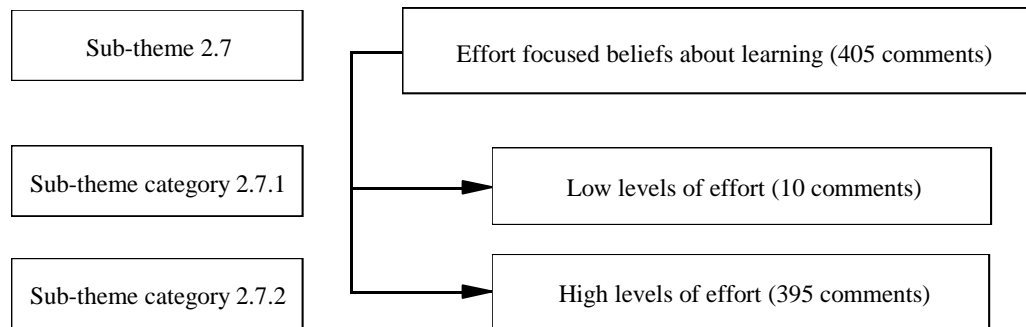 Sub-theme 2.7
Effort focused beliefs about learning (405 comments)
Sub-theme category 2.7.1
Low levels of effort (10 comments)
Sub-theme category 2.7.2
High levels of effort (395 comments)